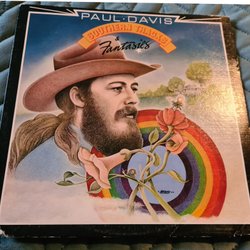 PAUL·DAVIS
SOUTHERN TRACKS
& Fantasies